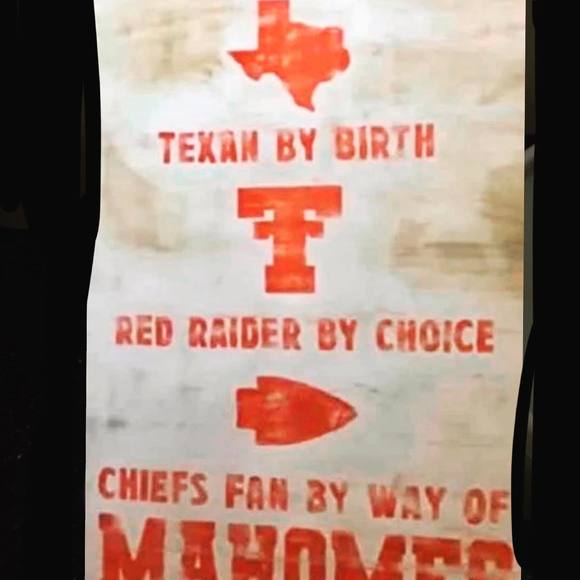 TEXAN BY BIRTH
T
RED RAIDER BY CHOICE
CHIEFS FAN BY WAY OF
MAHOMES